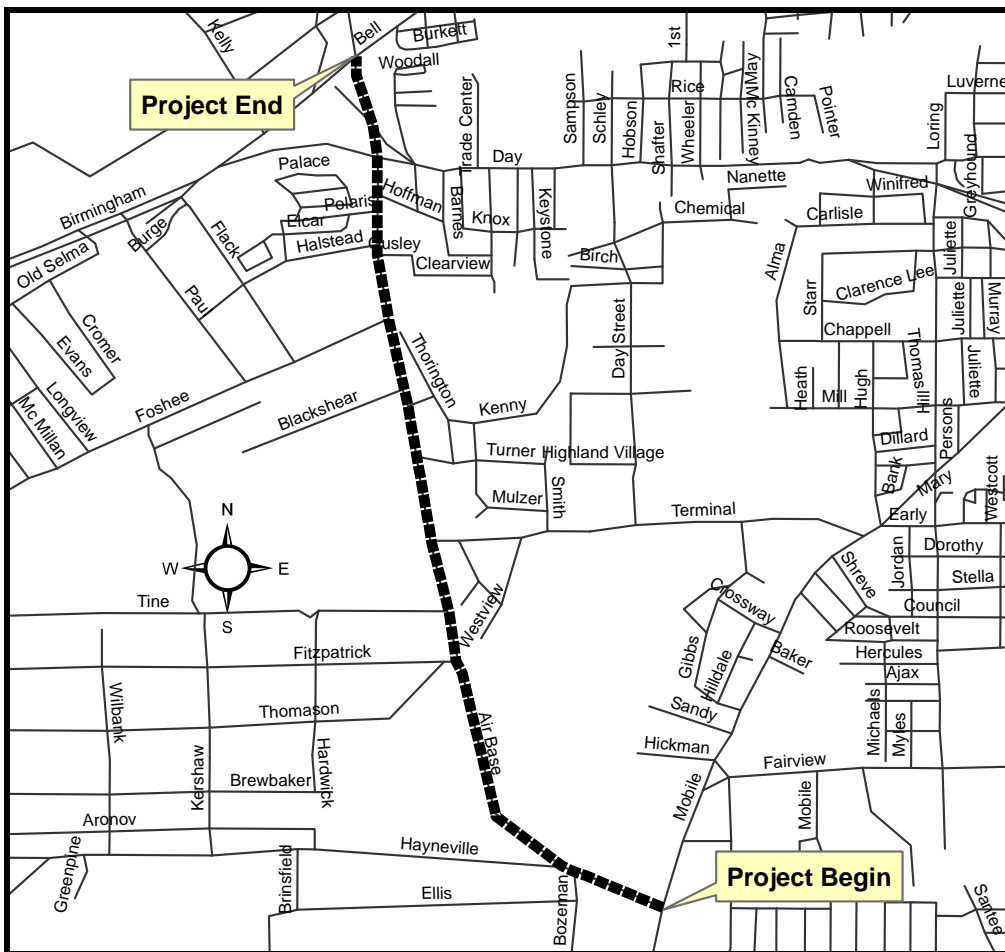 Kelly
Bell
Burkett
Woodall
Project End
1st
Rice
May
Mc Kinney
Camden
Pointer
Luverne
Loring
Greyhound
Trade Center
Sampson
Schley
Hobson
Shafter
Wheeler
Palace
Day
Nanette
Winifred
Birmingham
Polaris
Hoffman
Barnes
Knox
Keystone
Chemical
Carlisle
Burge
Elcar
Flack
Halstead
Clearview
Birch
Alma
Juliette
Old Selma
Paul
Starr
Clarence Lee
Juliette
Murray
Cromer
Evans
Thorington
Day Street
Chappell
Thomas
Hill
Juliette
Longview
Mc Millan
Foshee
Blackshear
Kenny
Heath
Mill
Hugh
Persons
Turner
Highland Village
Dillard
Bank
Mary
Westcott
Mulzer
Smith
Terminal
Early
N
W
E
S
Shreve
Jordan
Dorothy
Stella
Tine
Westview
Crossway
Council
Roosevelt
Fitzpatrick
Gibbs
Hilldale
Baker
Hercules
Ajax
Wilbank
Thomason
Air Base
Sandy
Michaels
Myles
Hickman
Kershaw
Brewbaker
Hardwick
Mobile
Fairview
Mobile
Aronov
Greenpine
Hayneville
Brinsfield
Ellis
Bozeman
Project Begin
Santee